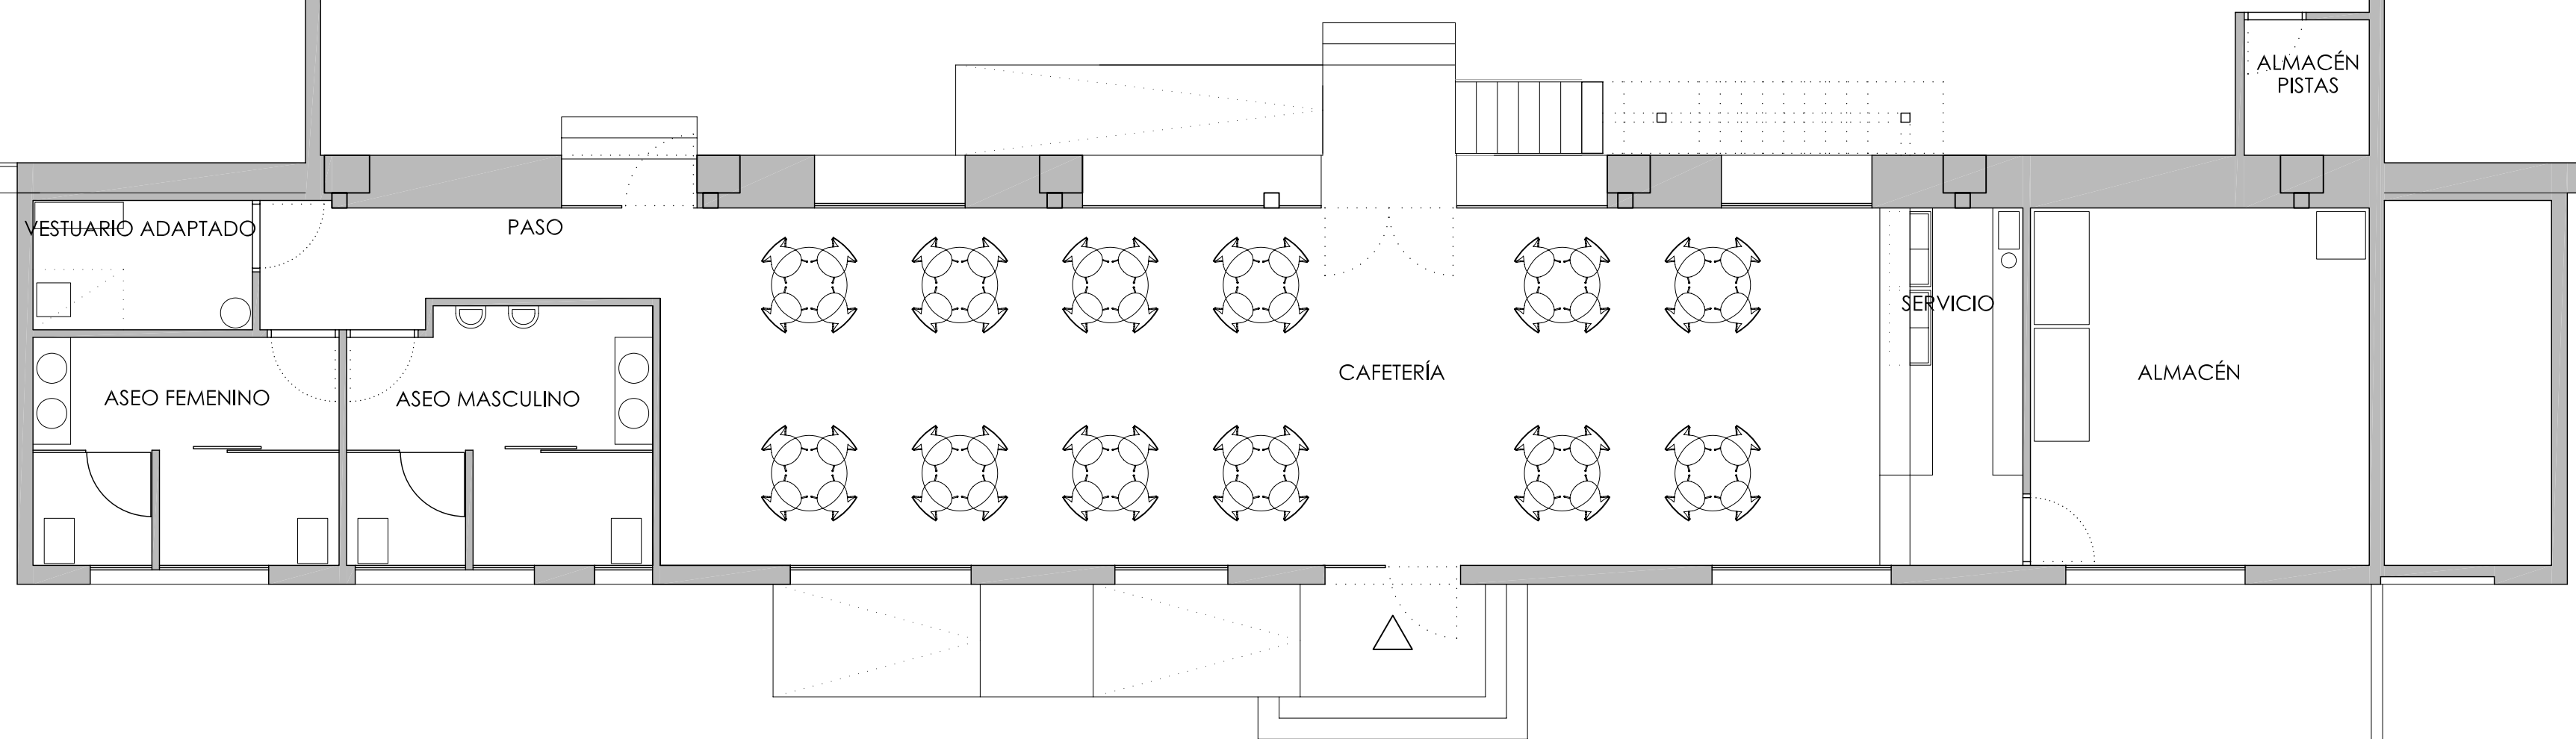 ALMACÉN
PISTAS
VESTUARIO ADAPTADO
PASO
SERVICIO
CAFETERÍA
ALMACÉN
ASEO FEMENINO
ASEO MASCULINO